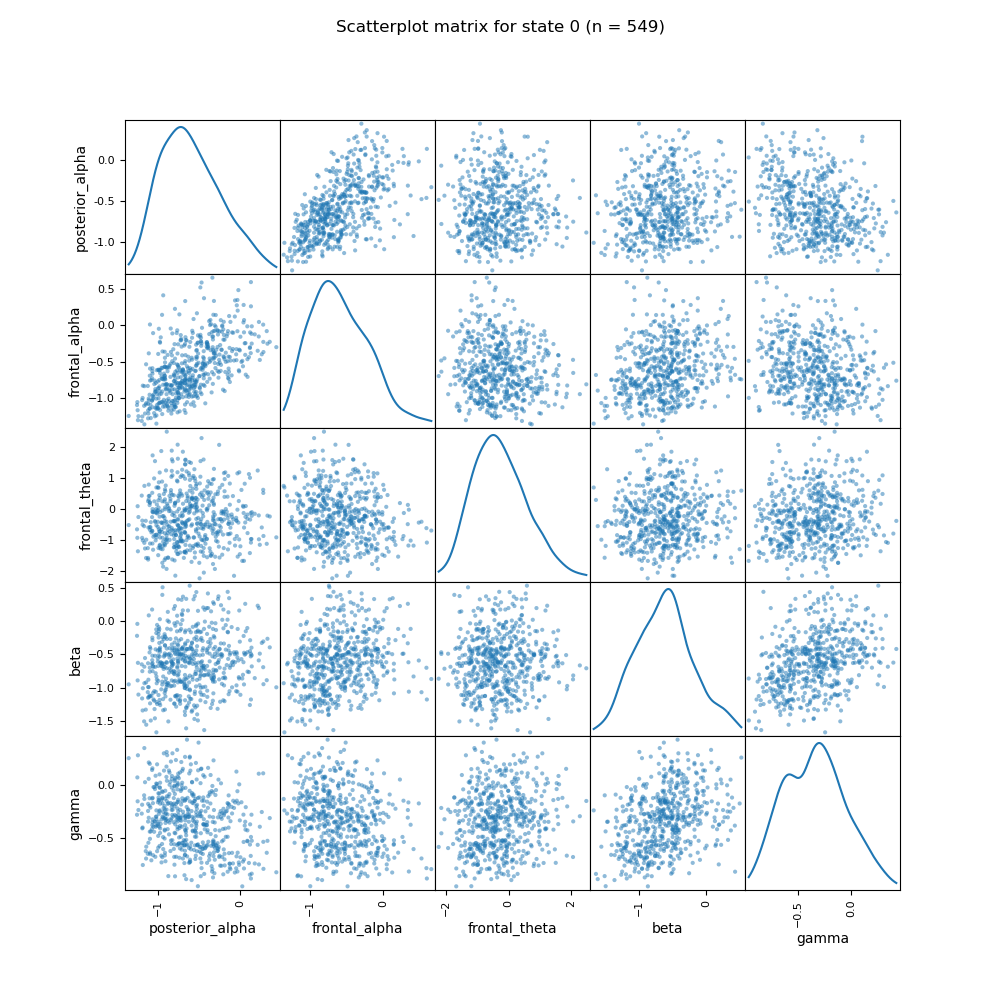 Scatterplot matrix for state 0 (n = 549)
posterior_alpha
0.0
−0.5
−1.0
frontal_alpha
0.5
0.0
−0.5
−1.0
frontal_theta
2
1
0
−1
−2
beta
0.5
0.0
−0.5
−1.0
−1.5
gamma
0.0
−0.5
−1 0 −1 0 −2 0 2 −1 0 −0.5 0.0
posterior_alpha frontal_alpha frontal_theta beta gamma